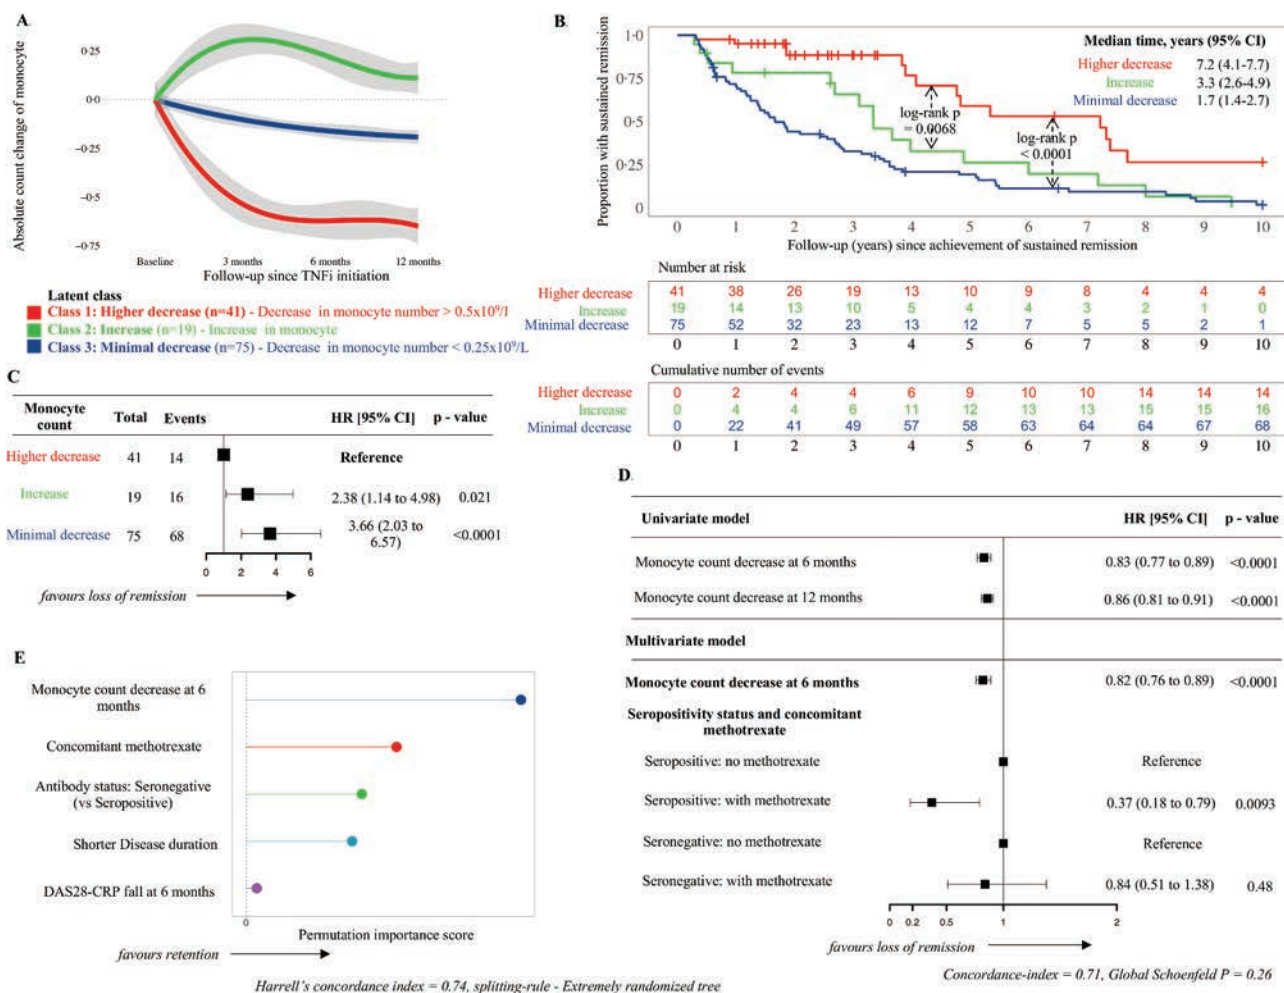 A.
Absolute count change of monocyte
0·25
0·0
−0·25
−0·5
−0·75
Baseline 3 months 6 months 12 months
Follow-up since TNFi initiation
Latent class
Class 1: Higher decrease (n=41) - Decrease in monocyte number > 0.5x10⁹/l
Class 2: Increase (n=19) - Increase in monocyte
Class 3: Minimal decrease (n=75) - Decrease in monocyte number < 0.25x10⁹/L
B.
Proportion with sustained remission
1·0
0·75
0·5
0·25
0
Median time, years (95% CI)
Higher decrease 7.2 (4.1-7.7)
Increase 3.3 (2.6-4.9)
Minimal decrease 1.7 (1.4-2.7)
log-rank p
= 0.0068
log-rank p
< 0.0001
0 1 2 3 4 5 6 7 8 9 10
Follow-up (years) since achievement of sustained remission
Number at risk
Higher decrease 41 38 26 19 13 10 9 8 4 4 4
Increase 19 14 13 10 5 4 4 3 2 1 0
Minimal decrease 75 52 32 23 13 12 7 5 5 2 1
0 1 2 3 4 5 6 7 8 9 10
Cumulative number of events
Higher decrease 0 2 4 4 6 9 10 10 14 14 14
Increase 0 4 4 6 11 12 13 13 15 15 16
Minimal decrease 0 22 41 49 57 58 63 64 64 67 68
0 1 2 3 4 5 6 7 8 9 10
C
Monocyte count Total Events HR [95% CI] p - value
Higher decrease 41 14 Reference
Increase 19 16 2.38 (1.14 to 4.98) 0.021
Minimal decrease 75 68 3.66 (2.03 to 6.57) <0.0001
0 2 4 6
favours loss of remission
D.
Univariate model HR [95% CI] p - value
Monocyte count decrease at 6 months 0.83 (0.77 to 0.89) <0.0001
Monocyte count decrease at 12 months 0.86 (0.81 to 0.91) <0.0001
Multivariate model
Monocyte count decrease at 6 months 0.82 (0.76 to 0.89) <0.0001
Seropositivity status and concomitant
methotrexate
Seropositive: no methotrexate Reference
Seropositive: with methotrexate 0.37 (0.18 to 0.79) 0.0093
Seronegative: no methotrexate Reference
Seronegative: with methotrexate 0.84 (0.51 to 1.38) 0.48
0 0.2 0.5 1 2
favours loss of remission
Concordance-index = 0.71, Global Schoenfeld P = 0.26
E
Monocyte count decrease at 6
months
Concomitant methotrexate
Antibody status: Seronegative
(vs Seropositive)
Shorter Disease duration
DAS28-CRP fall at 6 months
0
Permutation importance score
favours retention
Harrell's concordance index = 0.74, splitting-rule - Extremely randomized tree